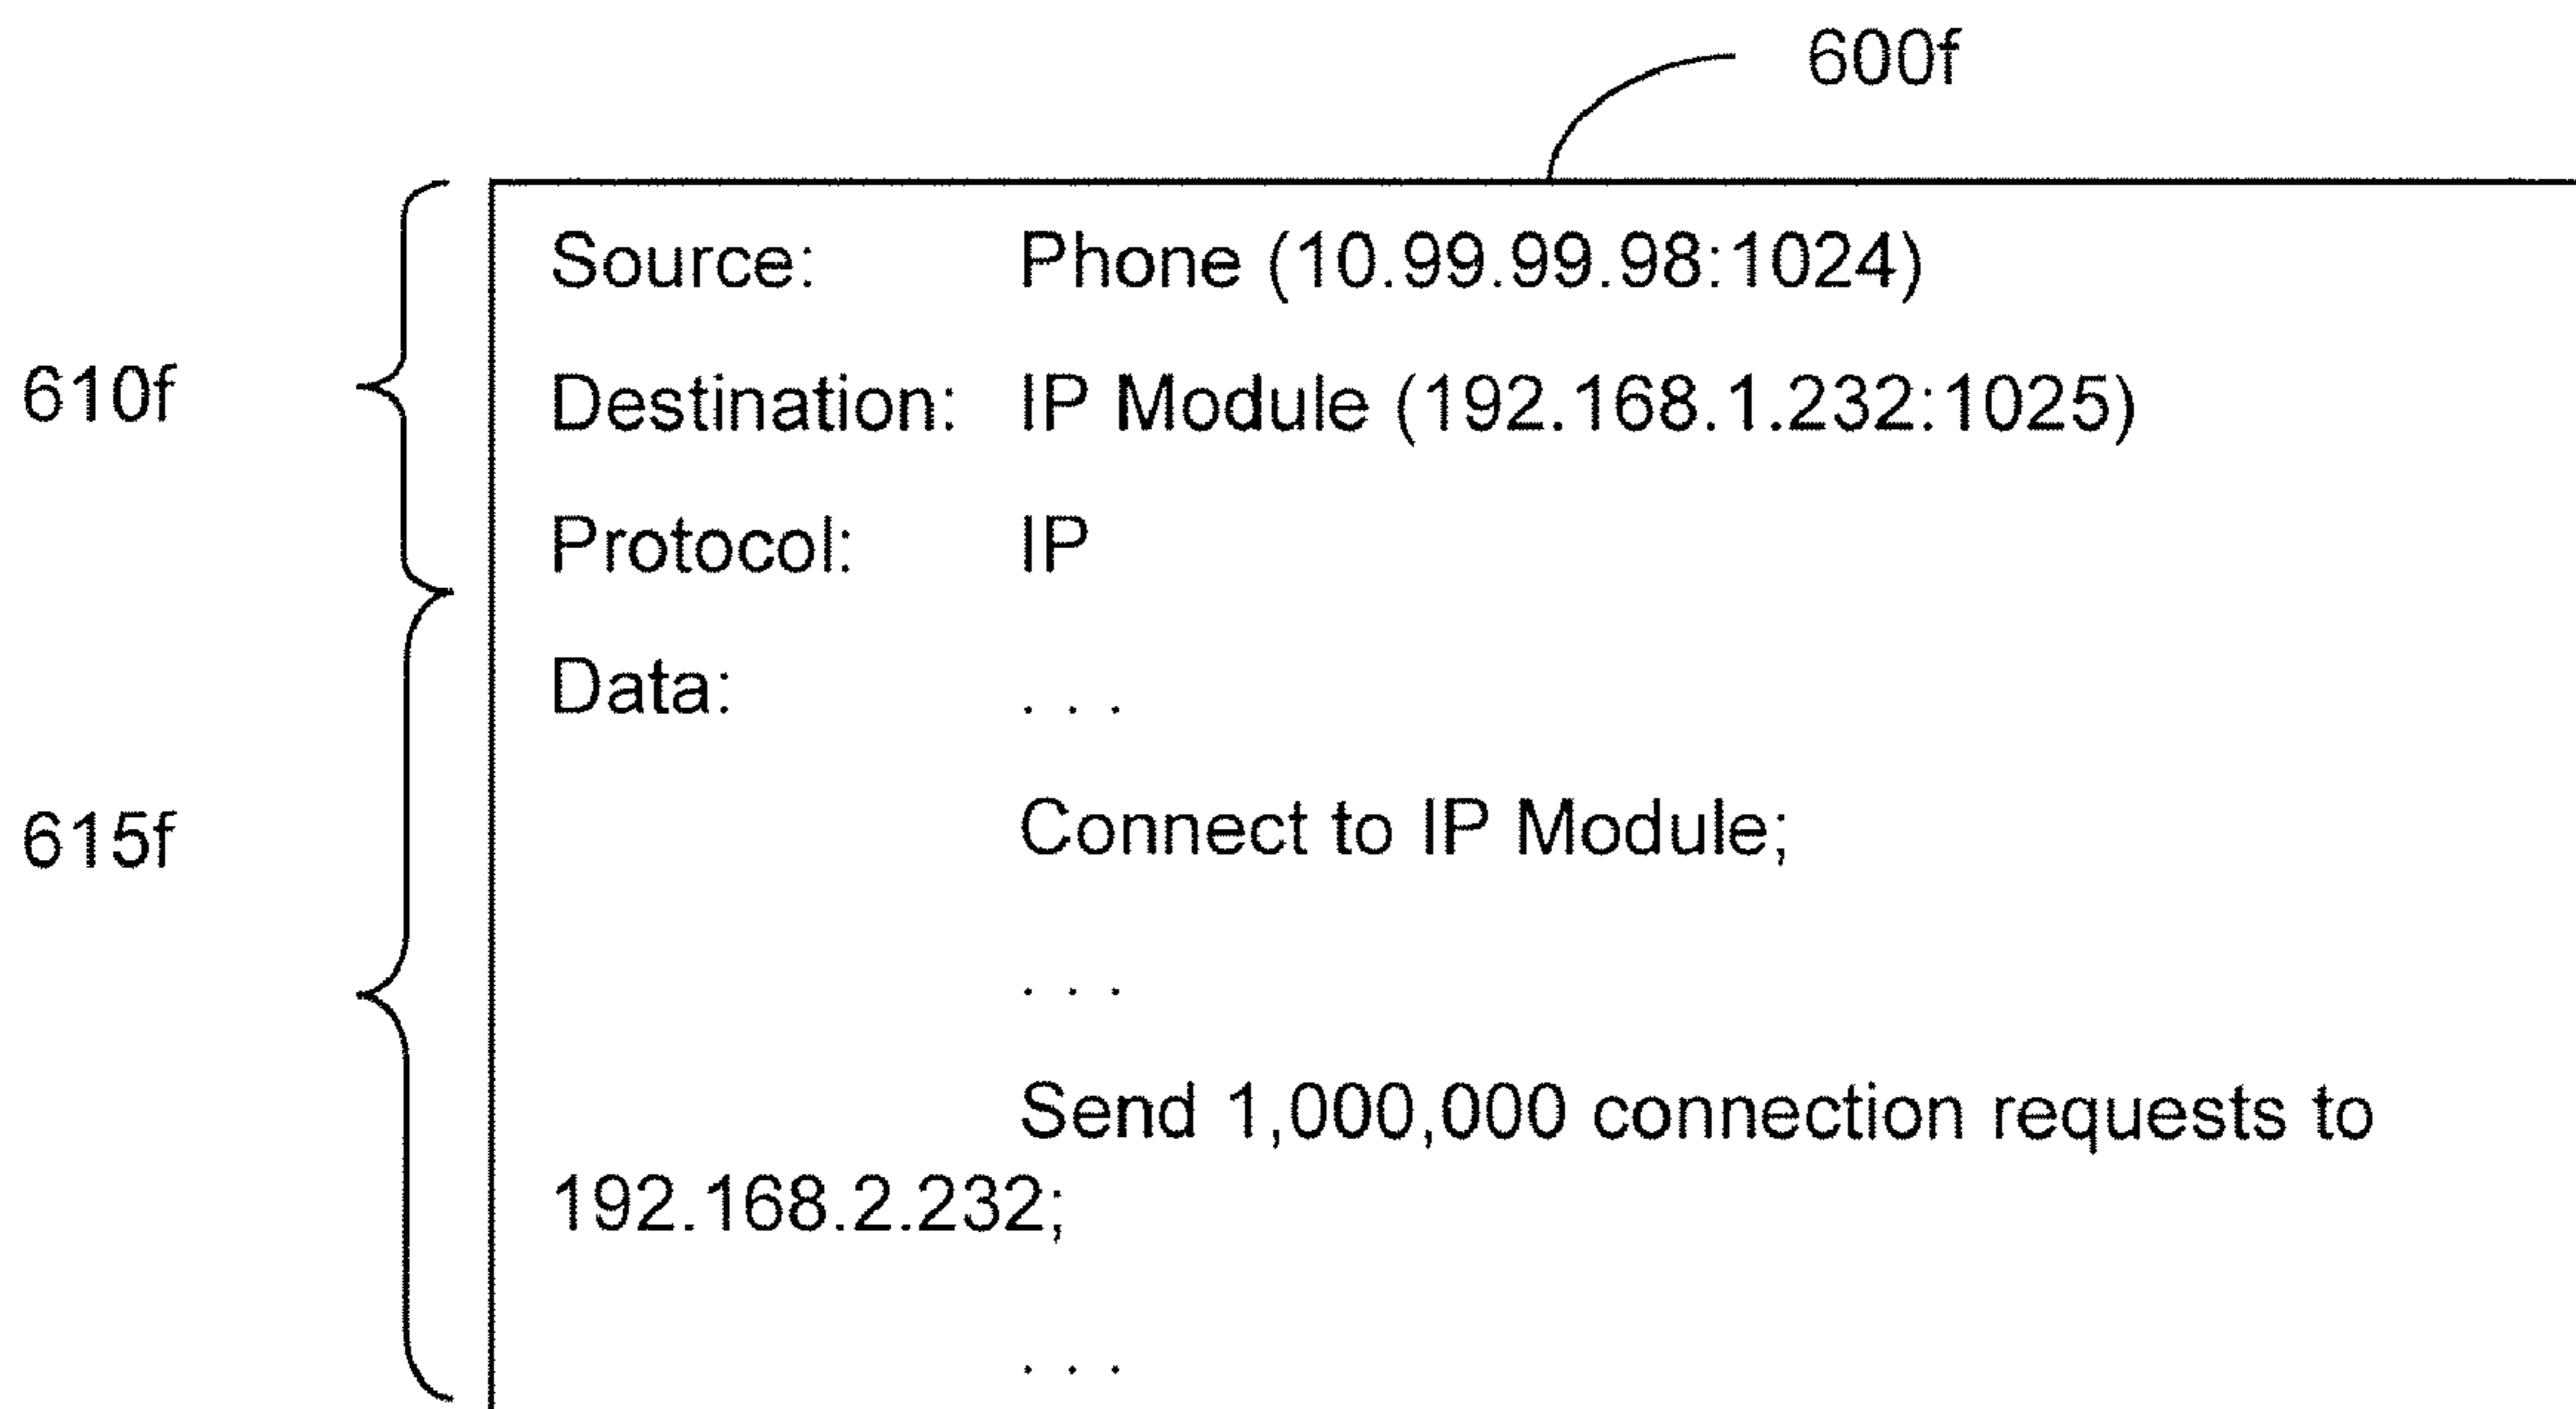 600f
Source: Phone (10.99.99.98:1024)
610f
Destination: IP Module (192.168.1.232:1025)
Protocol: IP
Data: . . .
615f
Connect to IP Module;
. . .
Send 1,000,000 connection requests to
192.168.2.232;
. . .